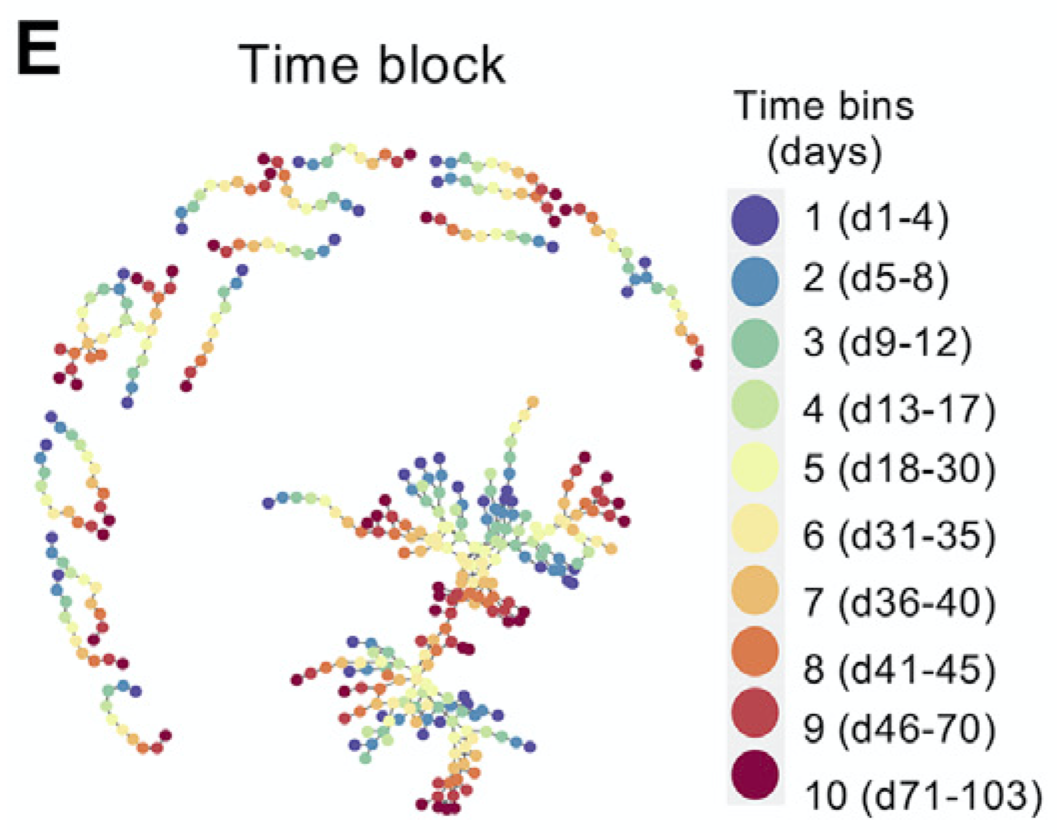 E
Time block
Time bins
(days)
1 (d1-4)
2 (d5-8)
3 (d9-12)
4 (d13-17)
5 (d18-30)
6 (d31-35)
7 (d36-40)
8 (d41-45)
9 (d46-70)
10 (d71-103)